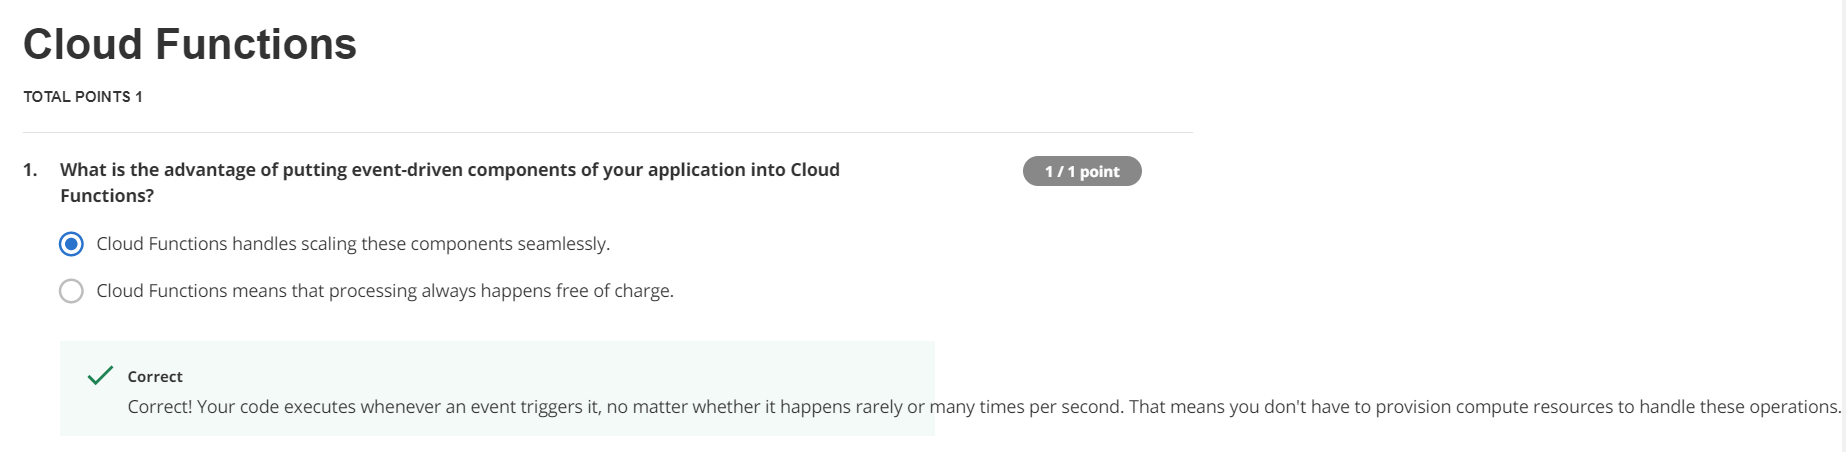 Cloud Functions
TOTAL POINTS 1
1. What is the advantage of putting event-driven components of your application into Cloud
Functions?
1 / 1 point
Cloud Functions handles scaling these components seamlessly.
Cloud Functions means that processing always happens free of charge.
Correct
Correct! Your code executes whenever an event triggers it, no matter whether it happens rarely or many times per second. That means you don't have to provision compute resources to handle these operations.